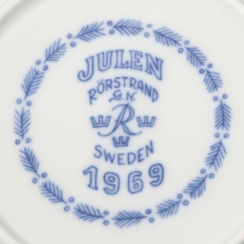 JULEN
RÖRSTRAND
G.N.
R
SWEDEN
1969